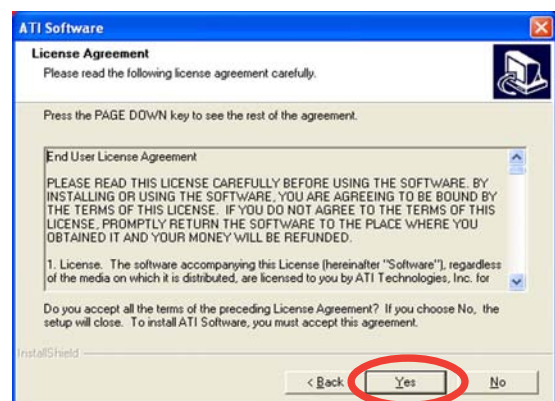 ATI Software
License Agreement
Please read the following license agreement carefully.
Press the PAGE DOWN key to see the rest of the agreement.
End User License Agreement
PLEASE READ THIS LICENSE CAREFULLY BEFORE USING THE SOFTWARE. BY
INSTALLING OR USING THE SOFTWARE, YOU ARE AGREEING TO BE BOUND BY
THE TERMS OF THIS LICENSE. IF YOU DO NOT AGREE TO THE TERMS OF THIS
LICENSE, PROMPTLY RETURN THE SOFTWARE TO THE PLACE WHERE YOU
OBTAINED IT AND YOUR MONEY WILL BE REFUNDED.
1. License. The software accompanying this License (hereinafter "Software"), regardless
of the media on which it is distributed, are licensed to you by ATI Technologies, Inc. for
Do you accept all the terms of the preceding License Agreement? If you choose No, the
setup will close. To install ATI Software, you must accept this agreement.
InstallShield
< Back Yes No